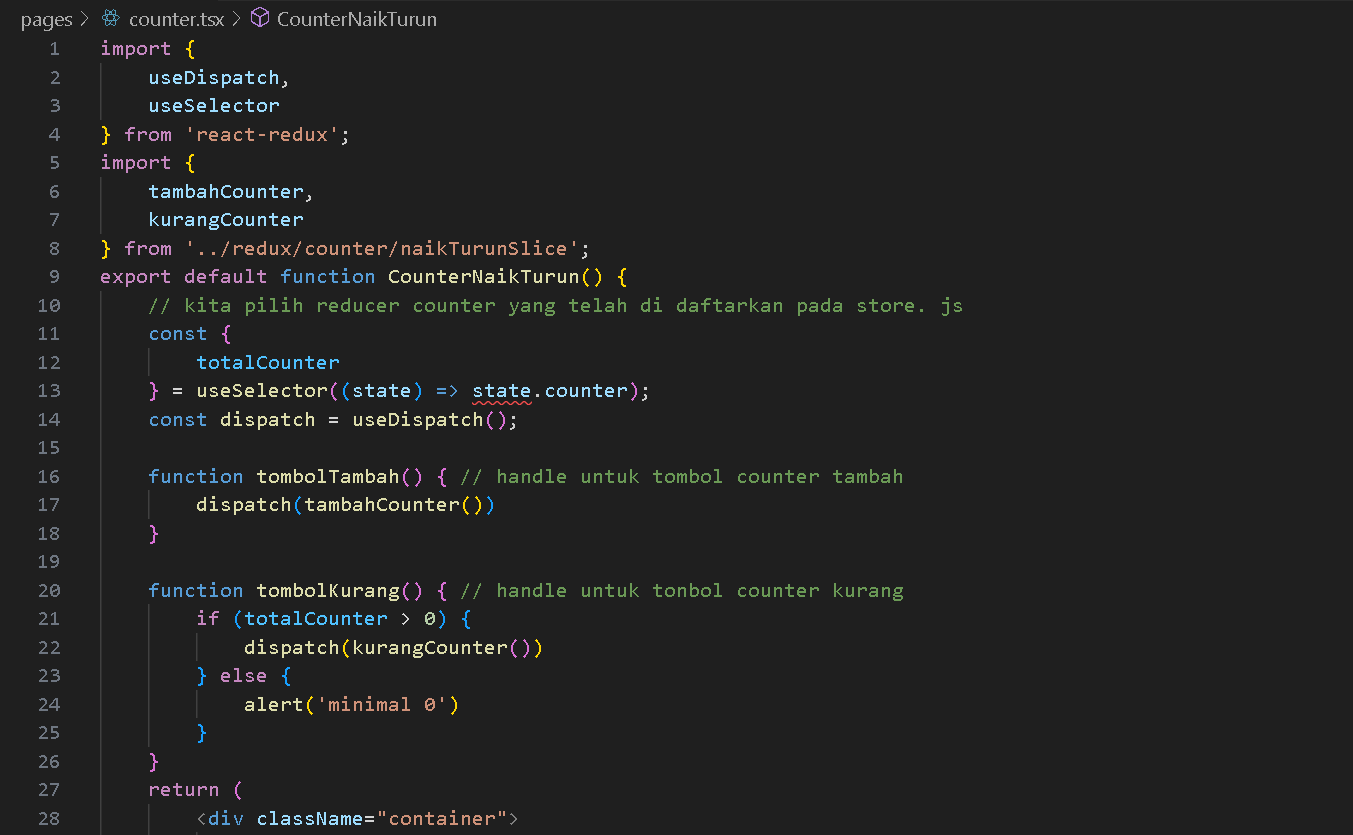 pages > counter.tsx > CounterNaikTurun
1 import {
2 useDispatch,
3 useSelector
4 } from 'react-redux';
5 import {
6 tambahCounter,
7 kurangCounter
8 } from '../redux/counter/naikTurunSlice';
9 export default function CounterNaikTurun() {
10 // kita pilih reducer counter yang telah di daftarkan pada store. js
11 const {
12 totalCounter
13 } = useSelector((state) => state.counter);
14 const dispatch = useDispatch();
15
16 function tombolTambah() { // handle untuk tombol counter tambah
17 dispatch(tambahCounter())
18 }
19
20 function tombolKurang() { // handle untuk tonbol counter kurang
21 if (totalCounter > 0) {
22 dispatch(kurangCounter())
23 } else {
24 alert('minimal 0')
25 }
26 }
27 return (
28 <div className="container">